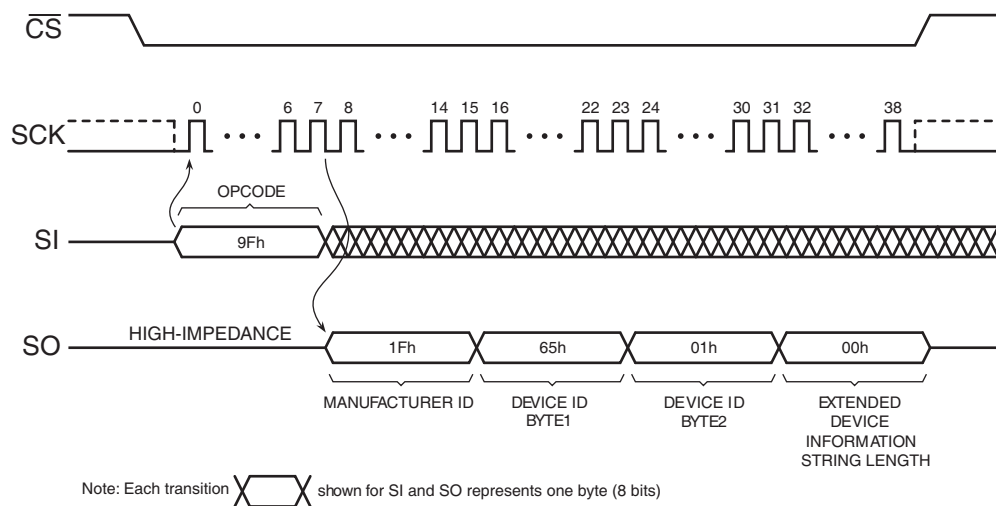 CS
0 6 7 8 14 15 16 22 23 24 30 31 32 38
SCK
OPCODE
SI
9Fh
HIGH-IMPEDANCE
SO
1Fh 65h 01h 00h
MANUFACTURER ID
DEVICE ID
BYTE1
DEVICE ID
BYTE2
EXTENDED
DEVICE
INFORMATION
STRING LENGTH
Note: Each transition shown for SI and SO represents one byte (8 bits)